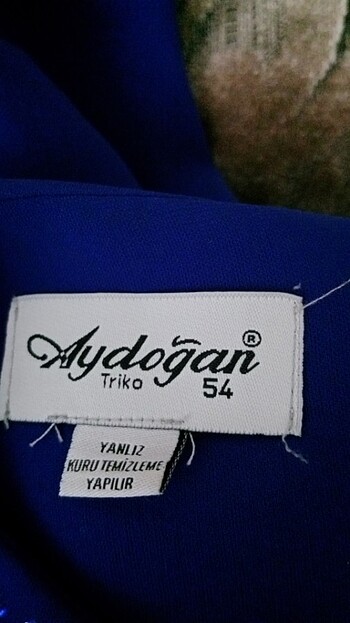 Aydoğan®
Triko 54
YANLIZ
KURU TEMİZLEME
YAPILIR